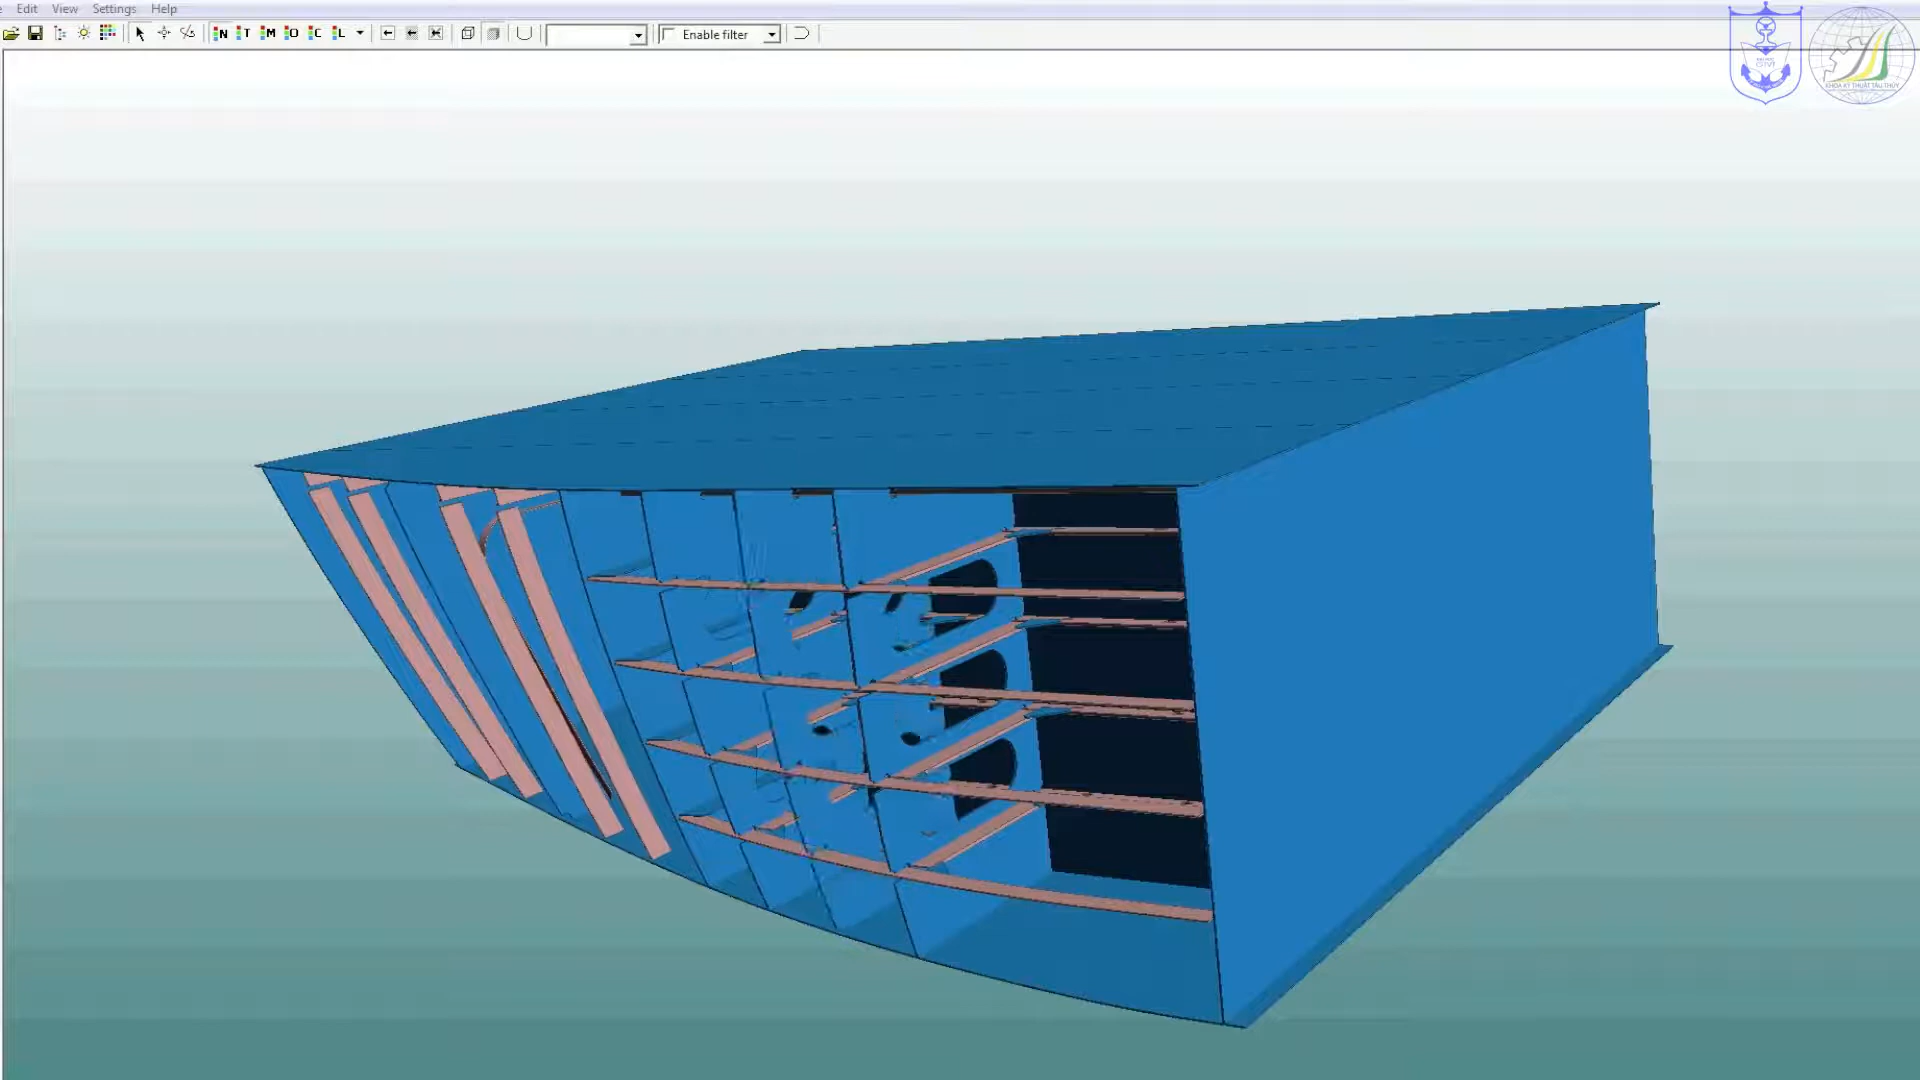 Edit View Settings Help
N T M D C L Enable filter
KHOA KỸ THUẬT TÀU THỦY